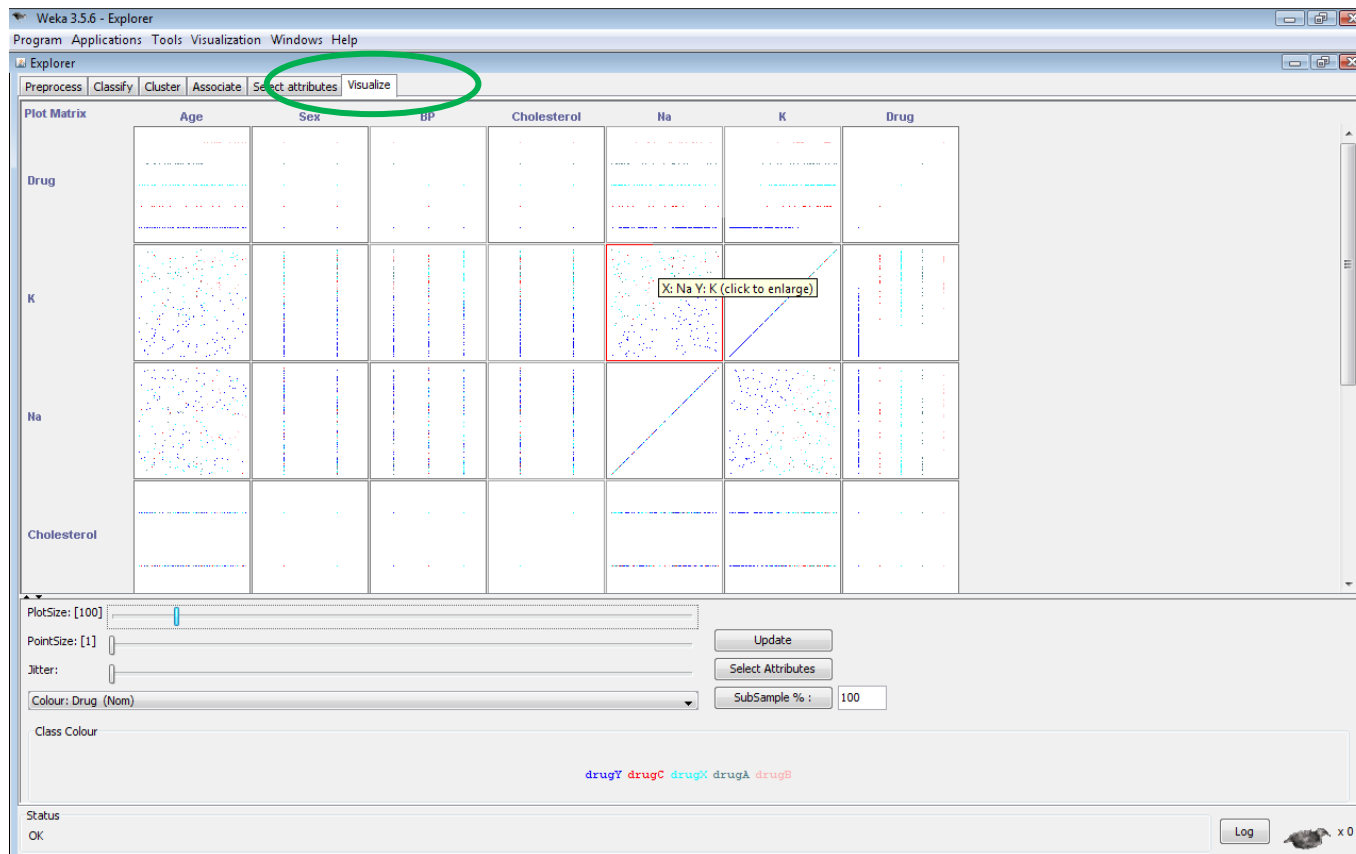 Weka 3.5.6 - Explorer
Program Applications Tools Visualization Windows Help
Explorer
Preprocess Classify Cluster Associate Select attributes Visualize
Plot Matrix Age Sex BP Cholesterol Na K Drug
Drug
K
X: Na Y: K (click to enlarge)
Na
Cholesterol
PlotSize: [100]
PointSize: [1] Update
Jitter: Select Attributes
Colour: Drug (Nom) SubSample % : 100
Class Colour
drugY drugC drugX drugA drugB
Status
OK Log x 0